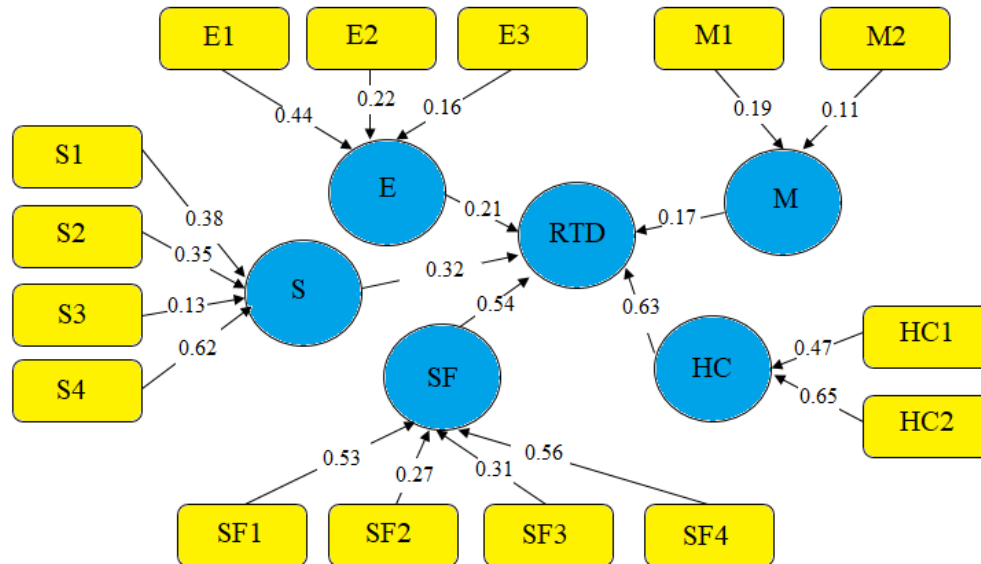 E1
E2
E3
M1
M2
0.44
0.22
0.16
0.19
0.11
S1
S2
S3
S4
0.38
0.35
0.13
0.62
E
M
RTD
S
SF
HC
0.21
0.17
0.32
0.54
0.63
HC1
HC2
0.47
0.65
0.53
0.27
0.31
0.56
SF1
SF2
SF3
SF4